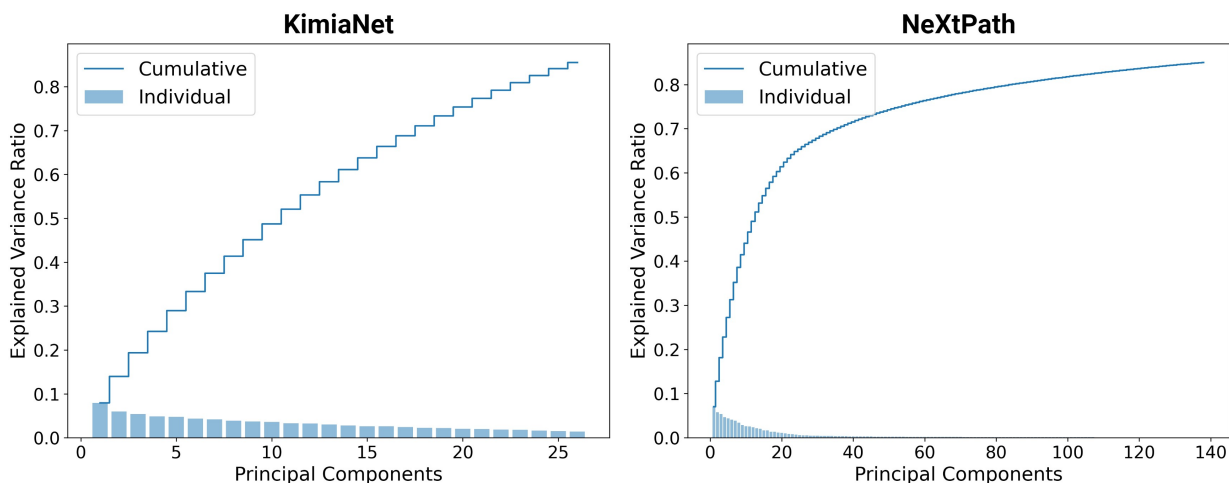 KimiaNet
Cumulative
Individual
Explained Variance Ratio
0.8
0.7
0.6
0.5
0.4
0.3
0.2
0.1
0.0
0 5 10 15 20 25
Principal Components
NeXtPath
Cumulative
Individual
Explained Variance Ratio
0.8
0.7
0.6
0.5
0.4
0.3
0.2
0.1
0.0
0 20 40 60 80 100 120 140
Principal Components